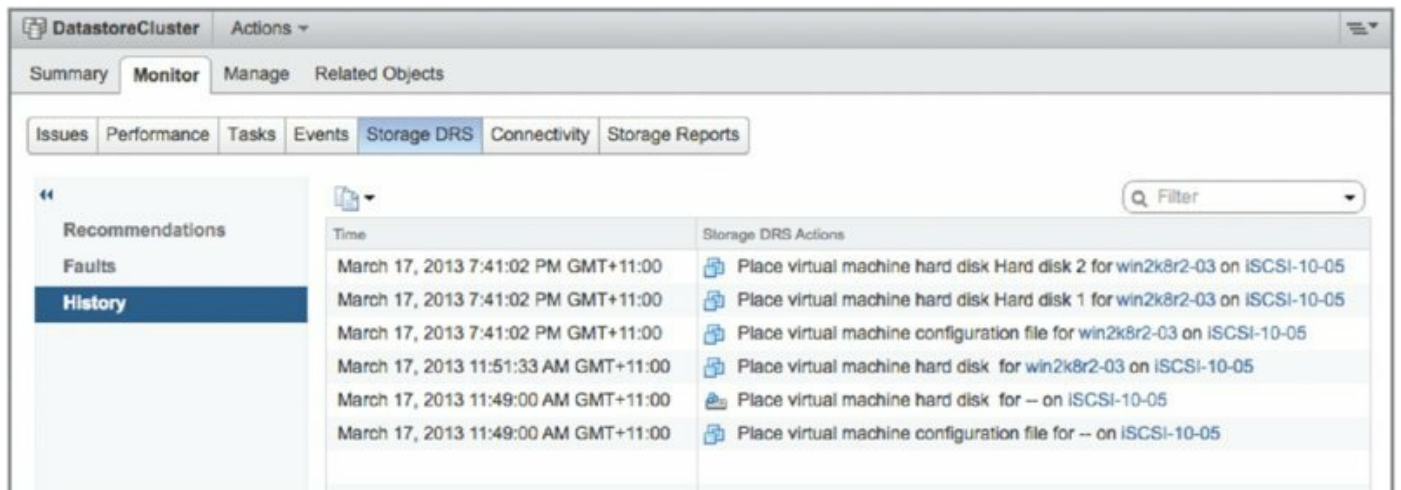 DatastoreCluster Actions
Summary Monitor Manage Related Objects
Issues Performance Tasks Events Storage DRS Connectivity Storage Reports
Filter
Recommendations
Faults
History
Time Storage DRS Actions
March 17, 2013 7:41:02 PM GMT+11:00 Place virtual machine hard disk Hard disk 2 for win2k8r2-03 on iSCSI-10-05
March 17, 2013 7:41:02 PM GMT+11:00 Place virtual machine hard disk Hard disk 1 for win2k8r2-03 on iSCSI-10-05
March 17, 2013 7:41:02 PM GMT+11:00 Place virtual machine configuration file for win2k8r2-03 on iSCSI-10-05
March 17, 2013 11:51:33 AM GMT+11:00 Place virtual machine hard disk for win2k8r2-03 on iSCSI-10-05
March 17, 2013 11:49:00 AM GMT+11:00 Place virtual machine hard disk for -- on iSCSI-10-05
March 17, 2013 11:49:00 AM GMT+11:00 Place virtual machine configuration file for -- on iSCSI-10-05